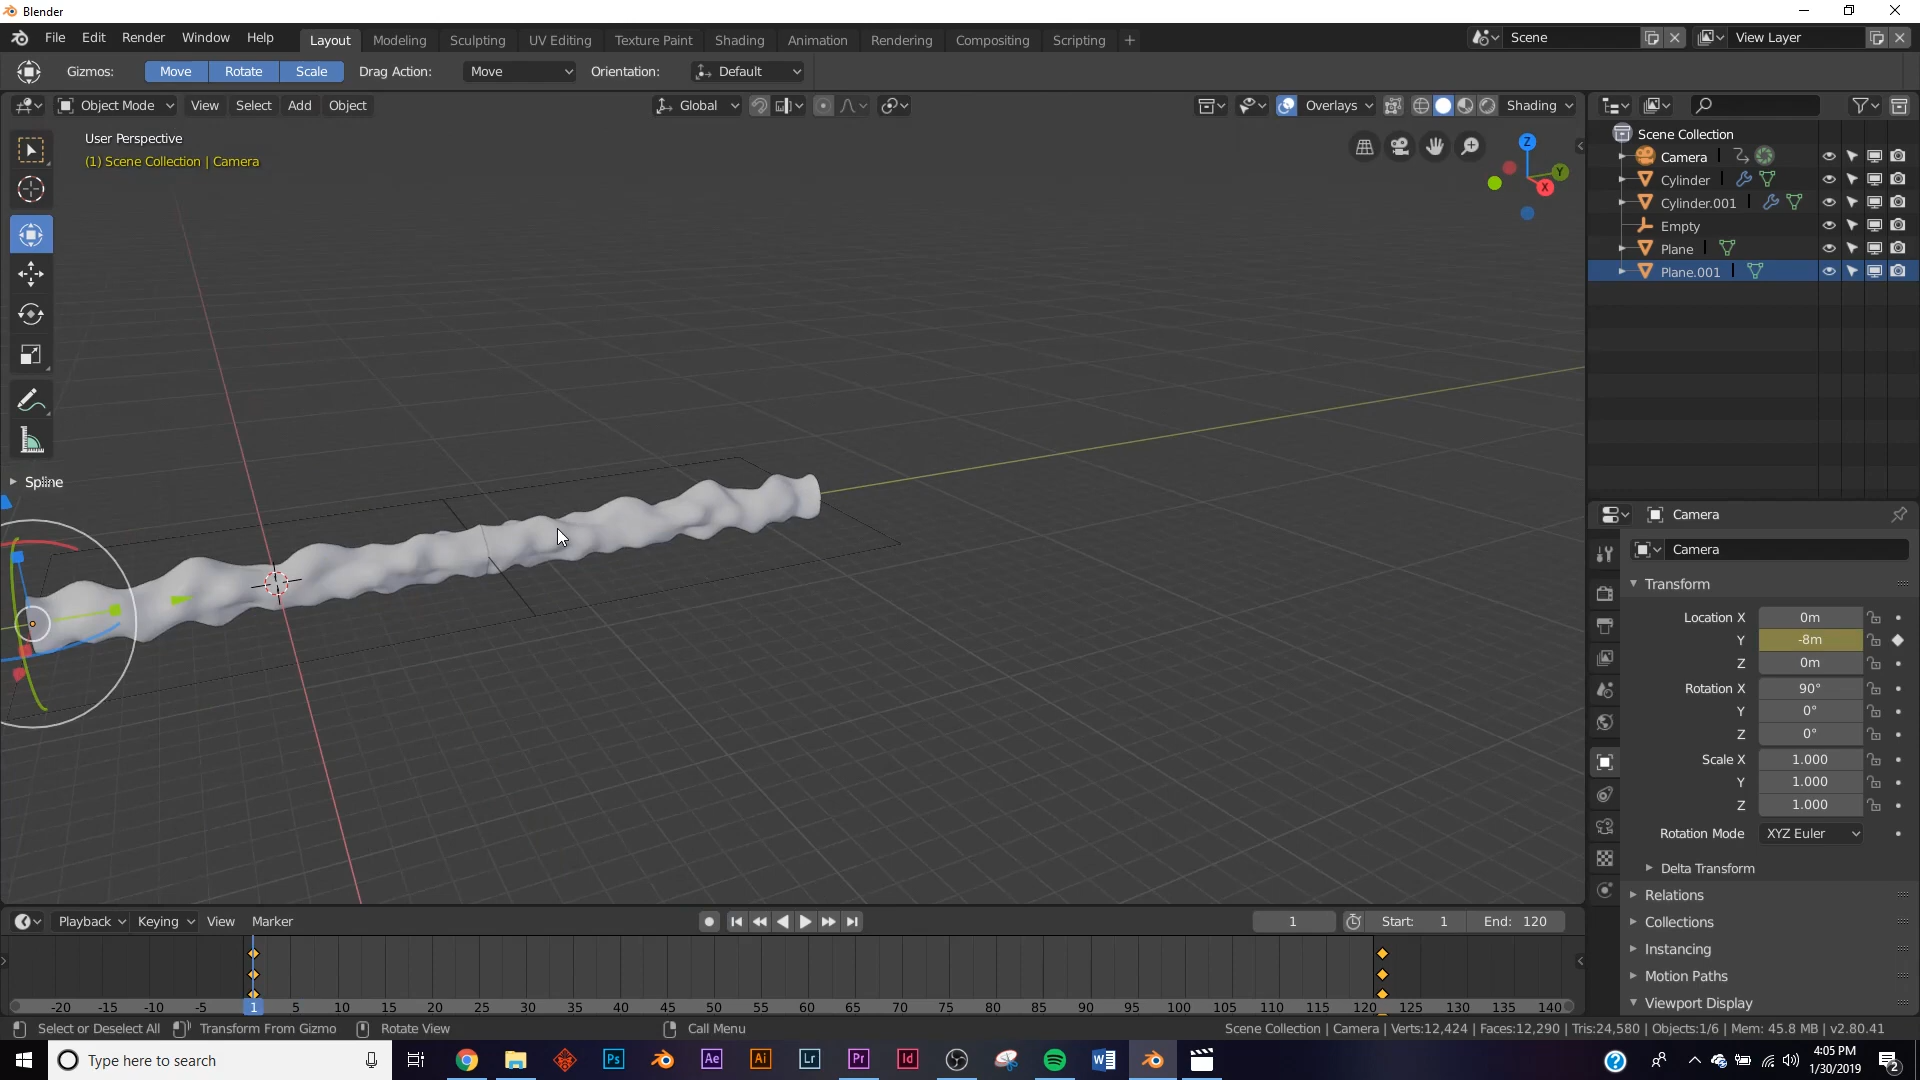 Blender
File Edit Render Window Help Layout Modeling Sculpting UV Editing Texture Paint Shading Animation Rendering Compositing Scripting + Scene View Layer
Gizmos: Move Rotate Scale Drag Action: Move Orientation: Default
Object Mode View Select Add Object Global Overlays Shading
User Perspective
(1) Scene Collection | Camera
Z
Y
X
Spline
Scene Collection
Camera
Cylinder
Cylinder.001
Empty
Plane
Plane.001
Camera
Camera
Transform
Location X 0m
Y -8m
Z 0m
Rotation X 90°
Y 0°
Z 0°
Scale X 1.000
Y 1.000
Z 1.000
Rotation Mode XYZ Euler
Delta Transform
Relations
Collections
Instancing
Motion Paths
Viewport Display
Playback Keying View Marker 1 Start: 1 End: 120
-20 -15 -10 -5 1 5 10 15 20 25 30 35 40 45 50 55 60 65 70 75 80 85 90 95 100 105 110 115 120 125 130 135 140
Select or Deselect All Transform From Gizmo Rotate View Call Menu Scene Collection | Camera | Verts:12,424 | Faces:12,290 | Tris:24,580 | Objects:1/6 | Mem: 45.8 MB | v2.80.41
Type here to search Ps Ae Ai Lr Pr Id W 4:05 PM
1/30/2019
2